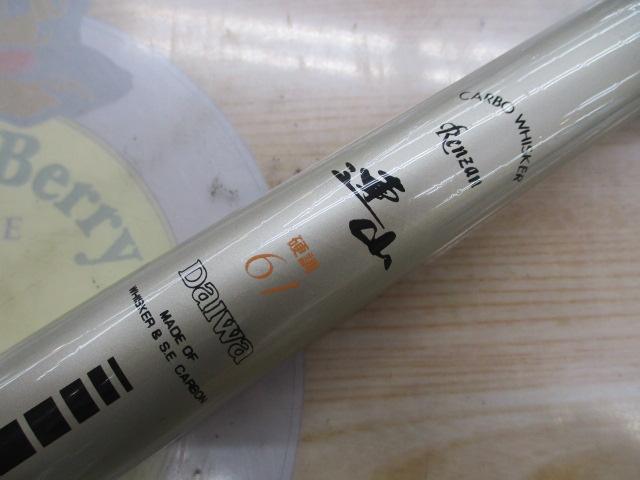 CARBO WHISKER
Renzan
連山
硬調
61
Daiwa
MADE OF
WHISKER & S.E. CARBON
Berry
E